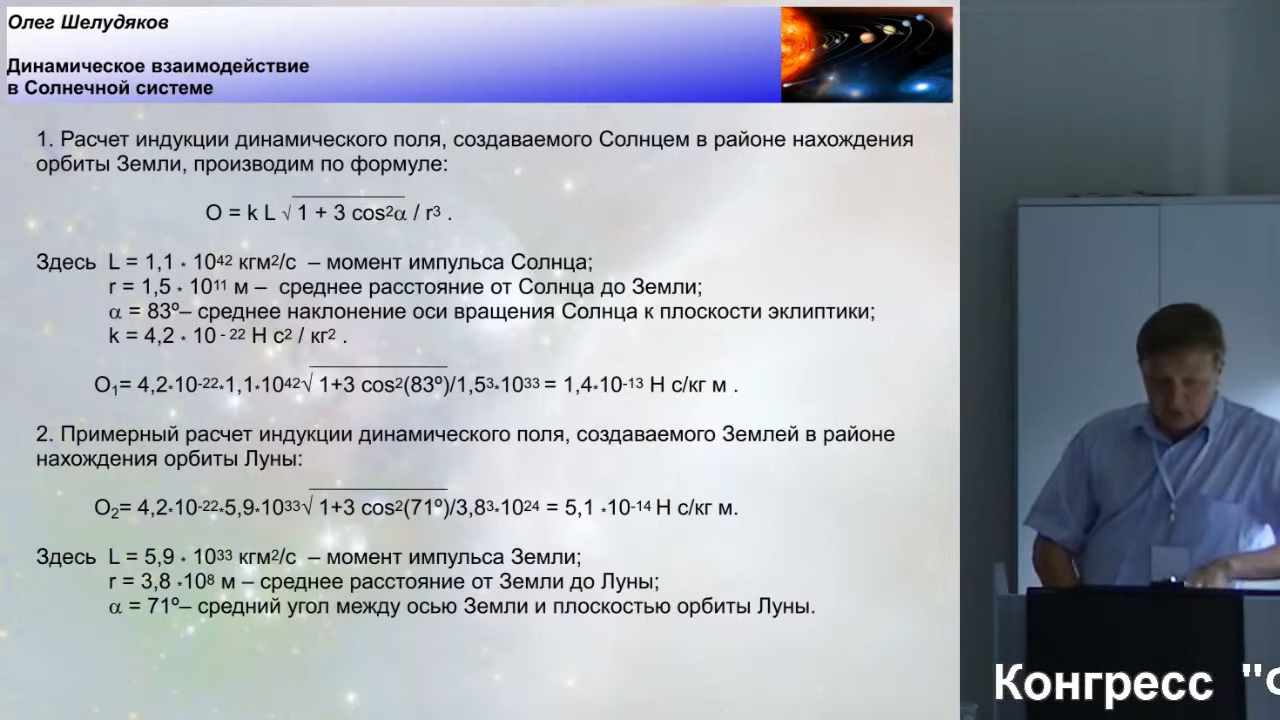 Олег Шелудяков
Динамическое взаимодействие
в Солнечной системе
1. Расчет индукции динамического поля, создаваемого Солнцем в районе нахождения
орбиты Земли, производим по формуле:
O = k L √ 1 + 3 cos²α / r³ .
Здесь L = 1,1 * 10⁴² кгм²/с – момент импульса Солнца;
r = 1,5 * 10¹¹ м – среднее расстояние от Солнца до Земли;
α = 83º– среднее наклонение оси вращения Солнца к плоскости эклиптики;
k = 4,2 * 10 ⁻ ²² Н с² / кг² .
O₁= 4,2*10⁻²²*1,1*10⁴²√ 1+3 cos²(83º)/1,5³*10³³ = 1,4*10⁻¹³ Н с/кг м .
2. Примерный расчет индукции динамического поля, создаваемого Землей в районе
нахождения орбиты Луны:
O₂= 4,2*10⁻²²*5,9*10³³√ 1+3 cos²(71º)/3,8³*10²⁴ = 5,1 *10⁻¹⁴ Н с/кг м.
Здесь L = 5,9 * 10³³ кгм²/с – момент импульса Земли;
r = 3,8 *10⁸ м – среднее расстояние от Земли до Луны;
α = 71º– средний угол между осью Земли и плоскостью орбиты Луны.
Конгресс "